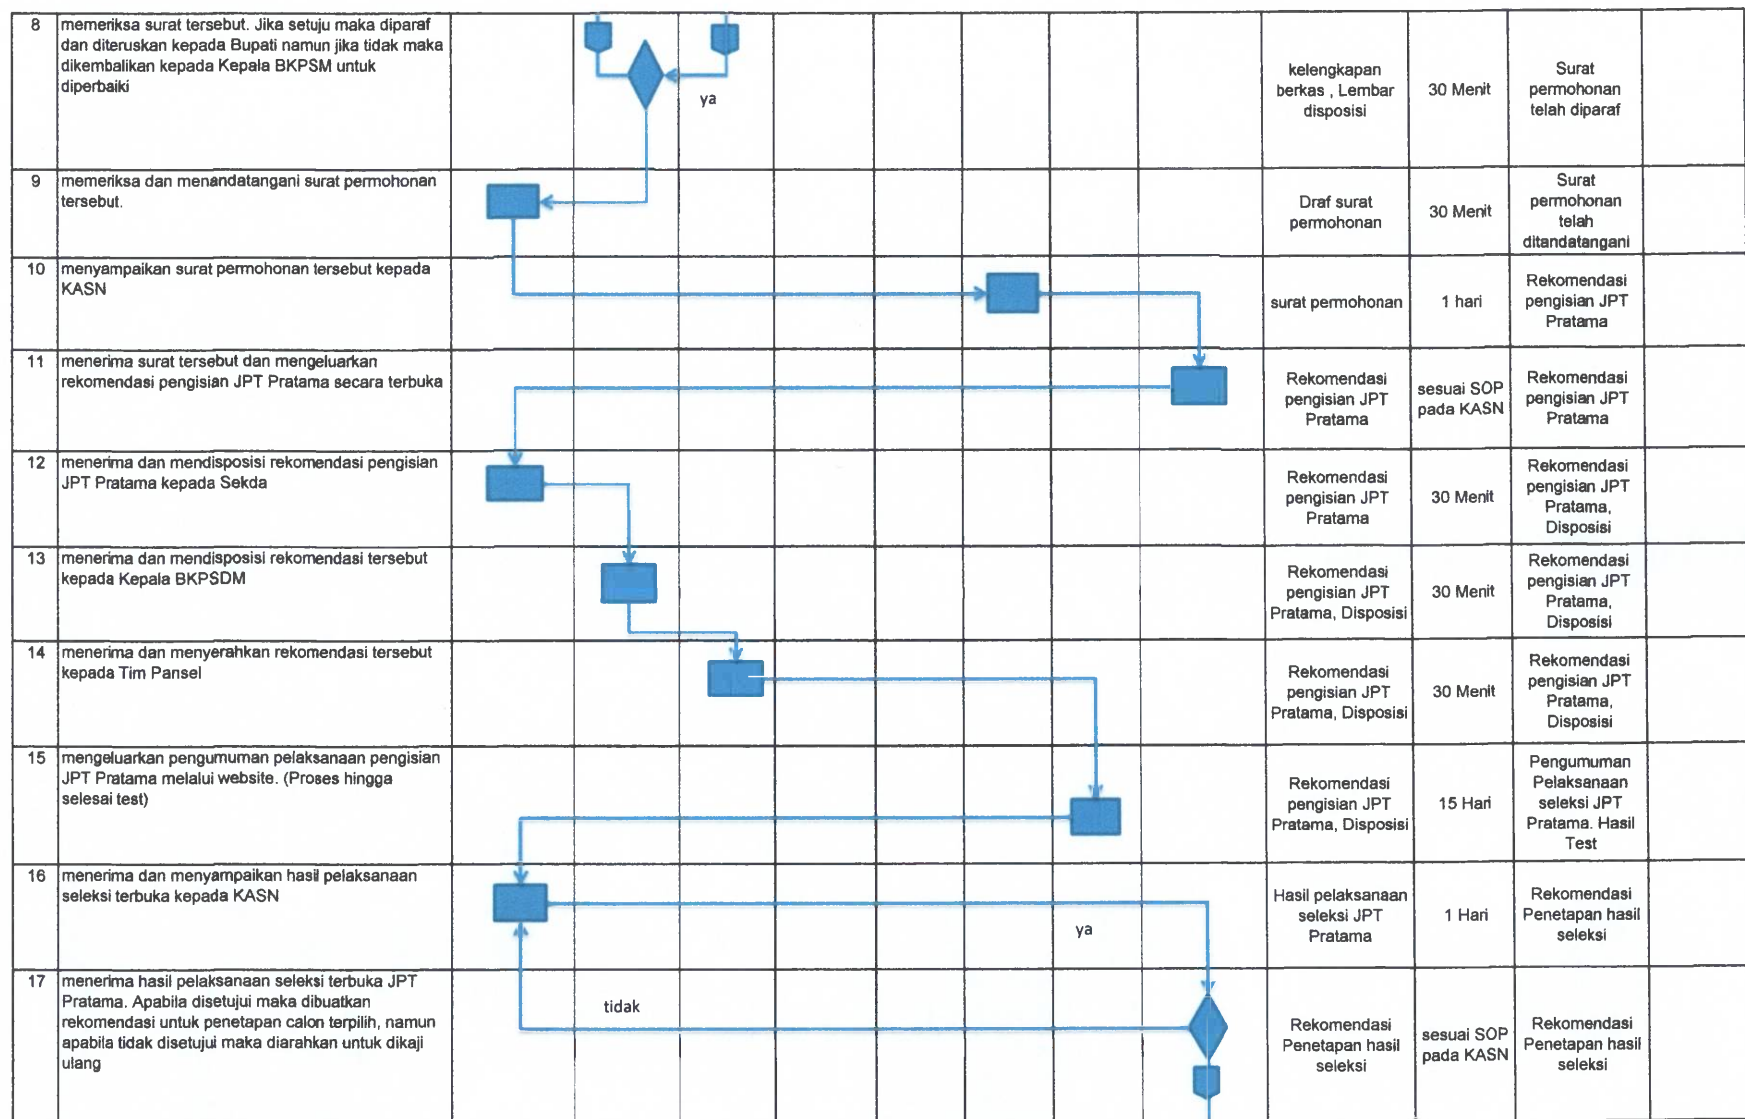 8
memeriksa surat tersebut. Jika setuju maka diparaf
dan diteruskan kepada Bupati namun jika tidak maka
dikembalikan kepada Kepala BKPSM untuk
diperbaiki
ya
kelengkapan
berkas , Lembar
disposisi
30 Menit
Surat
permohonan
telah diparaf
9
memeriksa dan menandatangani surat permohonan
tersebut.
Draf surat
permohonan
30 Menit
Surat
permohonan
telah
ditandatangani
10
menyampaikan surat permohonan tersebut kepada
KASN
surat permohonan
1 hari
Rekomendasi
pengisian JPT
Pratama
11
menerima surat tersebut dan mengeluarkan
rekomendasi pengisian JPT Pratama secara terbuka
Rekomendasi
pengisian JPT
Pratama
sesuai SOP
pada KASN
Rekomendasi
pengisian JPT
Pratama
12
menerima dan mendisposisi rekomendasi pengisian
JPT Pratama kepada Sekda
Rekomendasi
pengisian JPT
Pratama
30 Menit
Rekomendasi
pengisian JPT
Pratama,
Disposisi
13
menerima dan mendisposisi rekomendasi tersebut
kepada Kepala BKPSDM
Rekomendasi
pengisian JPT
Pratama, Disposisi
30 Menit
Rekomendasi
pengisian JPT
Pratama,
Disposisi
14
menerima dan menyerahkan rekomendasi tersebut
kepada Tim Pansel
Rekomendasi
pengisian JPT
Pratama, Disposisi
30 Menit
Rekomendasi
pengisian JPT
Pratama,
Disposisi
15
mengeluarkan pengumuman pelaksanaan pengisian
JPT Pratama melalui website. (Proses hingga
selesai test)
Rekomendasi
pengisian JPT
Pratama, Disposisi
15 Hari
Pengumuman
Pelaksanaan
seleksi JPT
Pratama. Hasil
Test
16
menerima dan menyampaikan hasil pelaksanaan
seleksi terbuka kepada KASN
ya
Hasil pelaksanaan
seleksi JPT
Pratama
1 Hari
Rekomendasi
Penetapan hasil
seleksi
17
menerima hasil pelaksanaan seleksi terbuka JPT
Pratama. Apabila disetujui maka dibuatkan
rekomendasi untuk penetapan calon terpilih, namun
apabila tidak disetujui maka diarahkan untuk dikaji
ulang
tidak
Rekomendasi
Penetapan hasil
seleksi
sesuai SOP
pada KASN
Rekomendasi
Penetapan hasil
seleksi